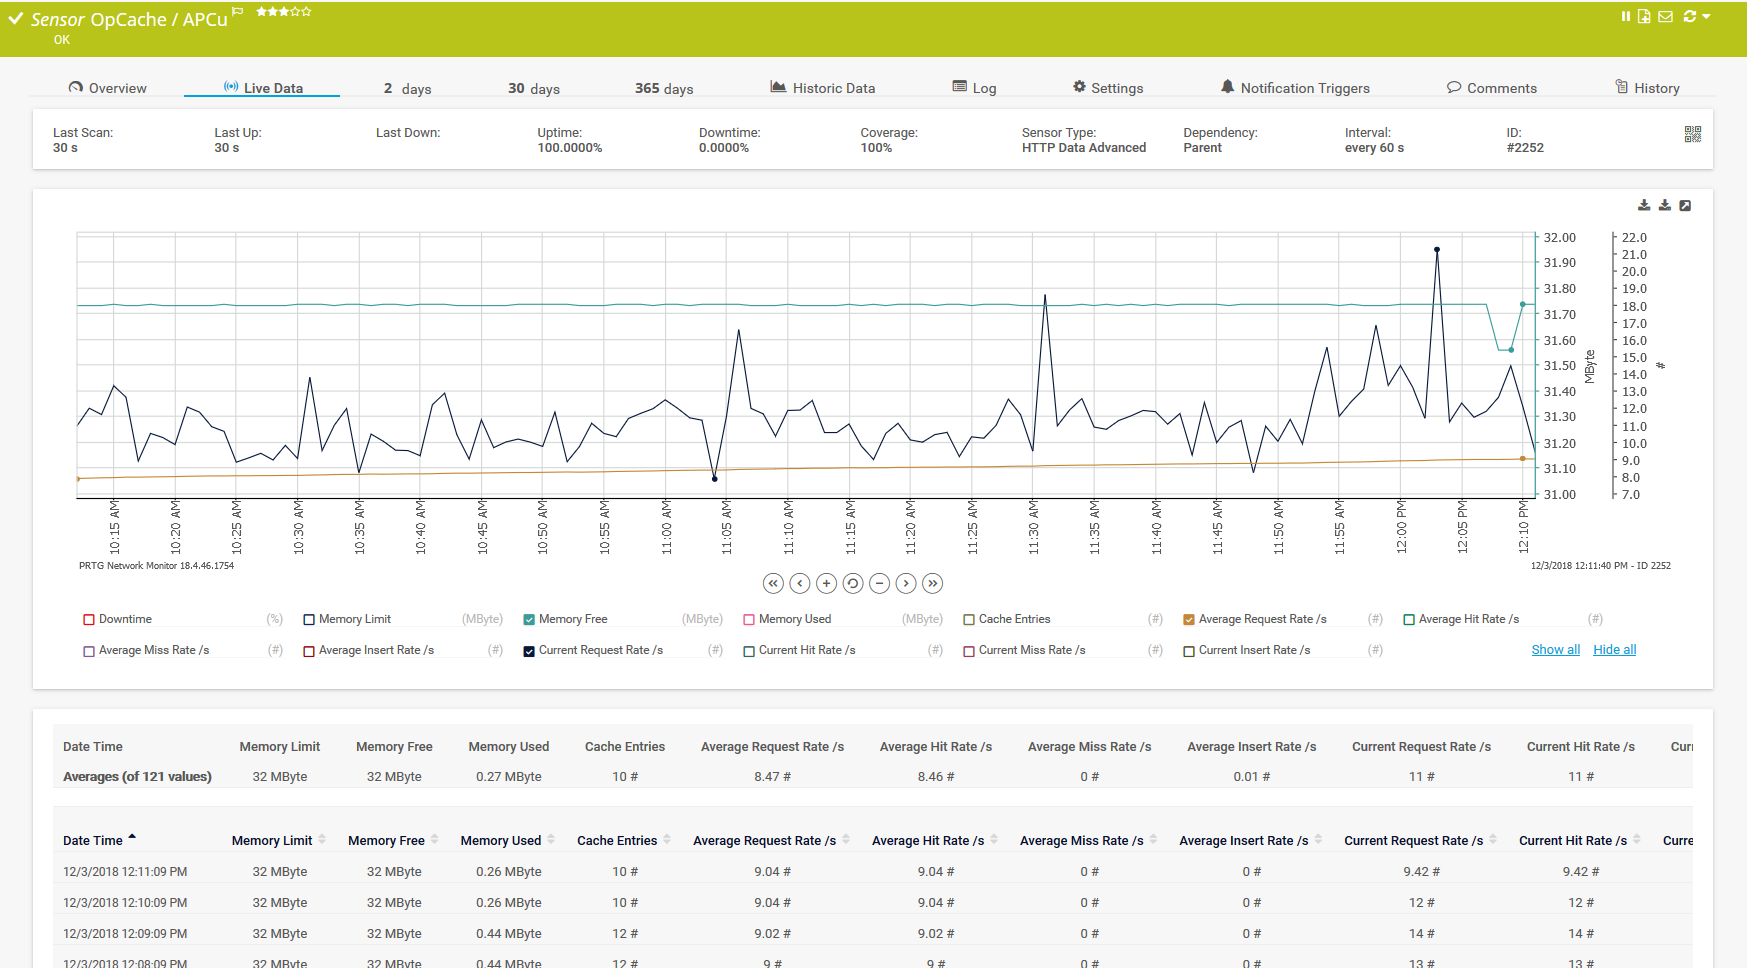 Sensor OpCache / APCu
OK
Overview Live Data 2 days 30 days 365 days Historic Data Log Settings Notification Triggers Comments History
Last Scan: Last Up: Last Down: Uptime: Downtime: Coverage: Sensor Type: Dependency: Interval: ID:
30 s 30 s 100.0000% 0.0000% 100% HTTP Data Advanced Parent every 60 s #2252
32.00 22.0
21.0
31.90
20.0
31.80 19.0
18.0
31.70
17.0
31.60 16.0
15.0
31.50
14.0
31.40 13.0
12.0
31.30
11.0
31.20 10.0
9.0
31.10
8.0
31.00 7.0
MByte
#
10:15 AM 10:20 AM 10:25 AM 10:30 AM 10:35 AM 10:40 AM 10:45 AM 10:50 AM 10:55 AM 11:00 AM 11:05 AM 11:10 AM 11:15 AM 11:20 AM 11:25 AM 11:30 AM 11:35 AM 11:40 AM 11:45 AM 11:50 AM 11:55 AM 12:00 PM 12:05 PM 12:10 PM
PRTG Network Monitor 18.4.46.1754 12/3/2018 12:11:40 PM - ID 2252
Downtime (%) Memory Limit (MByte) Memory Free (MByte) Memory Used (MByte) Cache Entries (#) Average Request Rate /s (#) Average Hit Rate /s (#)
Average Miss Rate /s (#) Average Insert Rate /s (#) Current Request Rate /s (#) Current Hit Rate /s (#) Current Miss Rate /s (#) Current Insert Rate /s (#) Show all Hide all
Date Time Memory Limit Memory Free Memory Used Cache Entries Average Request Rate /s Average Hit Rate /s Average Miss Rate /s Average Insert Rate /s Current Request Rate /s Current Hit Rate /s
Averages (of 121 values) 32 MByte 32 MByte 0.27 MByte 10 # 8.47 # 8.46 # 0 # 0.01 # 11 # 11 #
Date Time Memory Limit Memory Free Memory Used Cache Entries Average Request Rate /s Average Hit Rate /s Average Miss Rate /s Average Insert Rate /s Current Request Rate /s Current Hit Rate /s
12/3/2018 12:11:09 PM 32 MByte 32 MByte 0.26 MByte 10 # 9.04 # 9.04 # 0 # 0 # 9.42 # 9.42 #
12/3/2018 12:10:09 PM 32 MByte 32 MByte 0.26 MByte 10 # 9.04 # 9.04 # 0 # 0 # 12 # 12 #
12/3/2018 12:09:09 PM 32 MByte 32 MByte 0.44 MByte 12 # 9.02 # 9.02 # 0 # 0 # 14 # 14 #
12/3/2018 12:08:09 PM 32 MByte 32 MByte 0.44 MByte 12 # 9 # 9 # 0 # 0 # 13 # 13 #